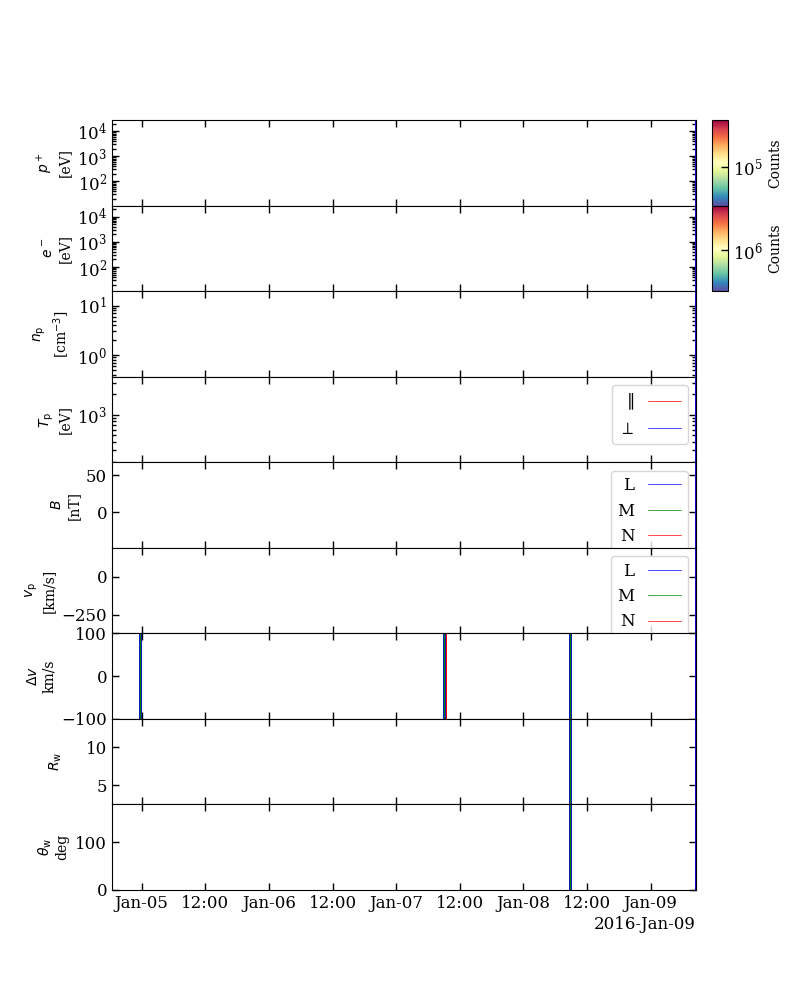 p⁺
[eV]
10⁴
10³
10²
10⁵
Counts
e⁻
[eV]
10⁴
10³
10²
10⁶
Counts
nₚ
[cm⁻³]
10¹
10⁰
Tₚ
[eV]
10³
∥
⊥
B
[nT]
50
0
L
M
N
vₚ
[km/s]
0
−250
L
M
N
Δv
km/s
100
0
−100
R_w
10
5
θ_w
deg
100
0
Jan-05 12:00 Jan-06 12:00 Jan-07 12:00 Jan-08 12:00 Jan-09
2016-Jan-09